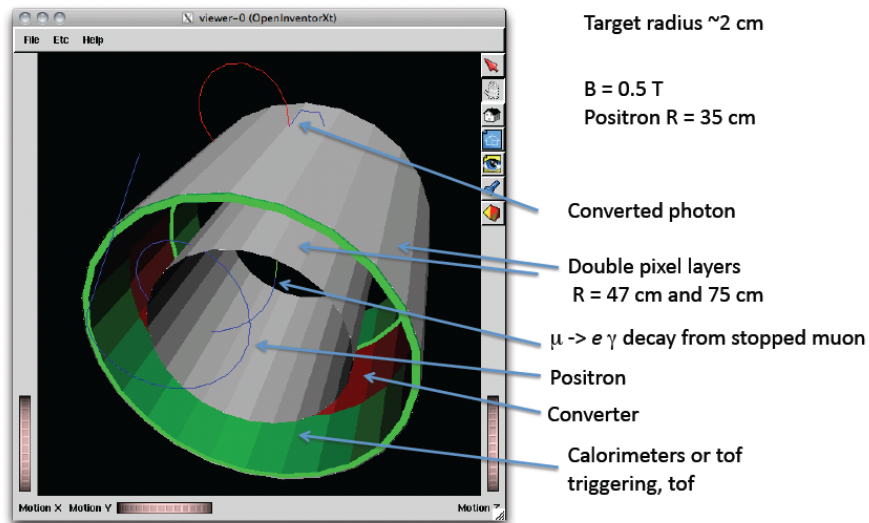 viewer-0 (OpenInventorXt)
File Etc Help
Motion X Motion Y
Motion Z
Target radius ~2 cm
B = 0.5 T
Positron R = 35 cm
Converted photon
Double pixel layers
R = 47 cm and 75 cm
μ -> e γ decay from stopped muon
Positron
Converter
Calorimeters or tof
triggering, tof